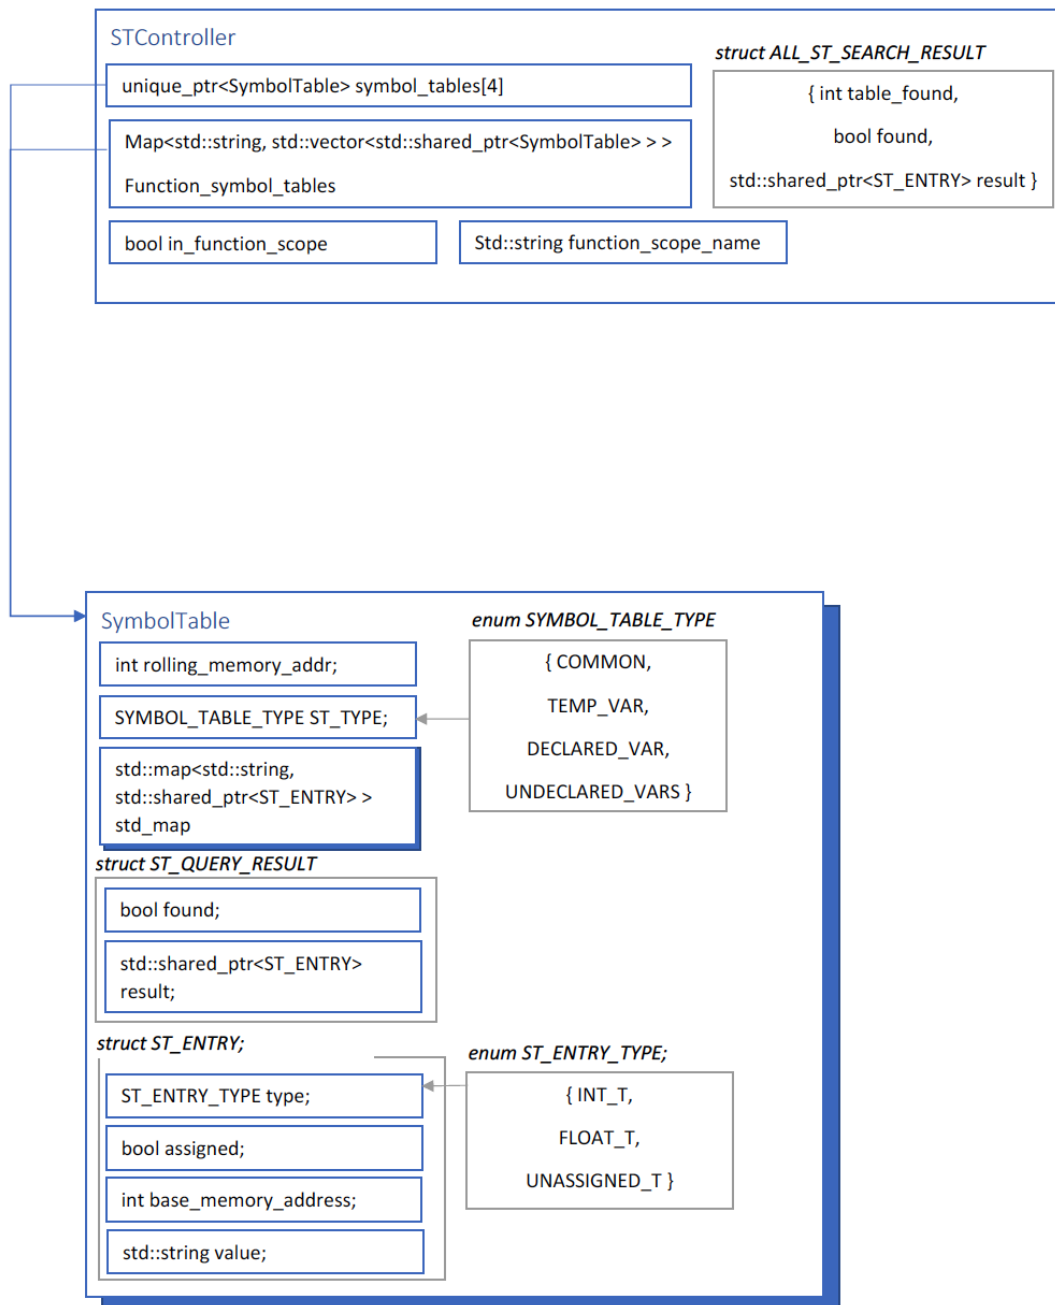 STController
struct ALL_ST_SEARCH_RESULT
unique_ptr<SymbolTable> symbol_tables[4]
{ int table_found,
bool found,
std::shared_ptr<ST_ENTRY> result }
Map<std::string, std::vector<std::shared_ptr<SymbolTable> > >
Function_symbol_tables
bool in_function_scope
Std::string function_scope_name
SymbolTable
enum SYMBOL_TABLE_TYPE
int rolling_memory_addr;
{ COMMON,
TEMP_VAR,
DECLARED_VAR,
UNDECLARED_VARS }
SYMBOL_TABLE_TYPE ST_TYPE;
std::map<std::string,
std::shared_ptr<ST_ENTRY> >
std_map
struct ST_QUERY_RESULT
bool found;
std::shared_ptr<ST_ENTRY>
result;
struct ST_ENTRY;
enum ST_ENTRY_TYPE;
ST_ENTRY_TYPE type;
{ INT_T,
FLOAT_T,
UNASSIGNED_T }
bool assigned;
int base_memory_address;
std::string value;